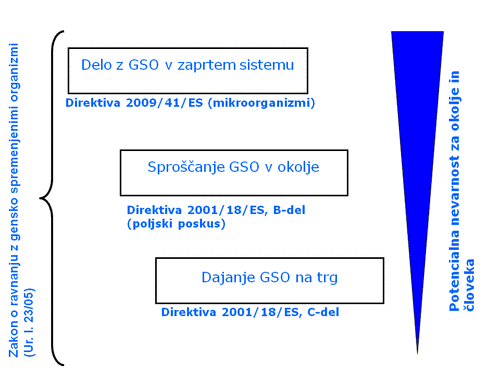 Zakon o ravnanju z gensko spremenjenimi organizmi
(Ur. l. 23/05)
Delo z GSO v zaprtem sistemu
Direktiva 2009/41/ES (mikroorganizmi)
Sproščanje GSO v okolje
Direktiva 2001/18/ES, B-del
(poljski poskus)
Dajanje GSO na trg
Direktiva 2001/18/ES, C-del
Potencialna nevarnost za okolje in
človeka